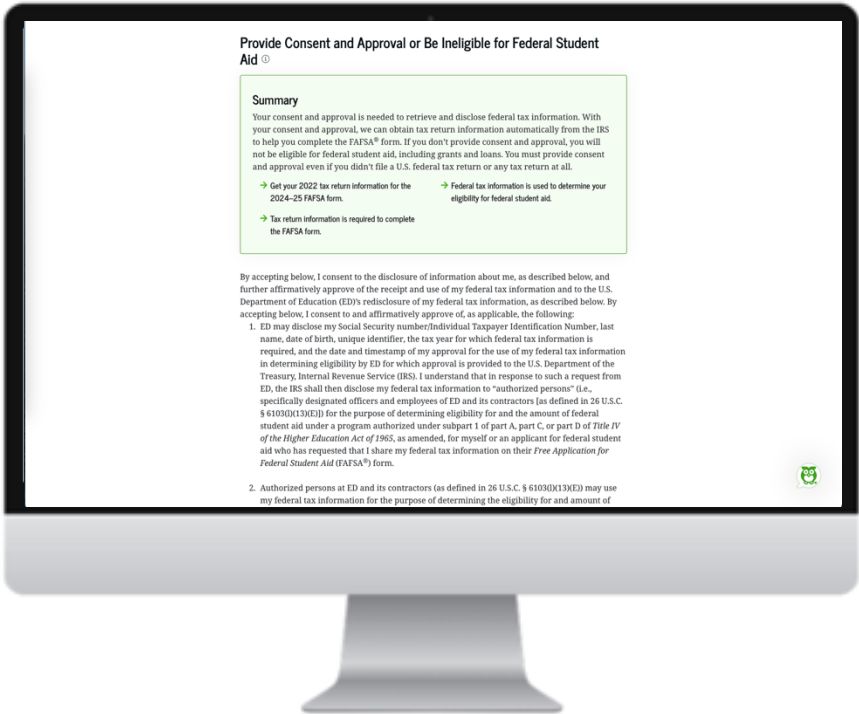 Provide Consent and Approval or Be Ineligible for Federal Student
Aid
Summary
Your consent and approval is needed to retrieve and disclose federal tax information. With
your consent and approval, we can obtain tax return information automatically from the IRS
to help you complete the FAFSA® form. If you don't provide consent and approval, you will
not be eligible for federal student aid, including grants and loans. You must provide consent
and approval even if you didn't file a U.S. federal tax return or any tax return at all.
Get your 2022 tax return information for the
2024–25 FAFSA form.
Federal tax information is used to determine your
eligibility for federal student aid.
Tax return information is required to complete
the FAFSA form.
By accepting below, I consent to the disclosure of information about me, as described below, and
further affirmatively approve of the receipt and use of my federal tax information and to the U.S.
Department of Education (ED)'s redisclosure of my federal tax information, as described below. By
accepting below, I consent to and affirmatively approve of, as applicable, the following:
1. ED may disclose my Social Security number/Individual Taxpayer Identification Number, last
name, date of birth, unique identifier, the tax year for which federal tax information is
required, and the date and timestamp of my approval for the use of my federal tax information
in determining eligibility by ED for which approval is provided to the U.S. Department of the
Treasury, Internal Revenue Service (IRS). I understand that in response to such a request from
ED, the IRS shall then disclose my federal tax information to “authorized persons” (i.e.,
specifically designated officers and employees of ED and its contractors [as defined in 26 U.S.C.
§ 6103(l)(13)(E)]) for the purpose of determining eligibility for and the amount of federal
student aid under a program authorized under subpart 1 of part A, part C, or part D of Title IV
of the Higher Education Act of 1965, as amended, for myself or an applicant for federal student
aid who has requested that I share my federal tax information on their Free Application for
Federal Student Aid (FAFSA®) form.
2. Authorized persons at ED and its contractors (as defined in 26 U.S.C. § 6103(l)(13)(E)) may use
my federal tax information for the purpose of determining the eligibility for and amount of